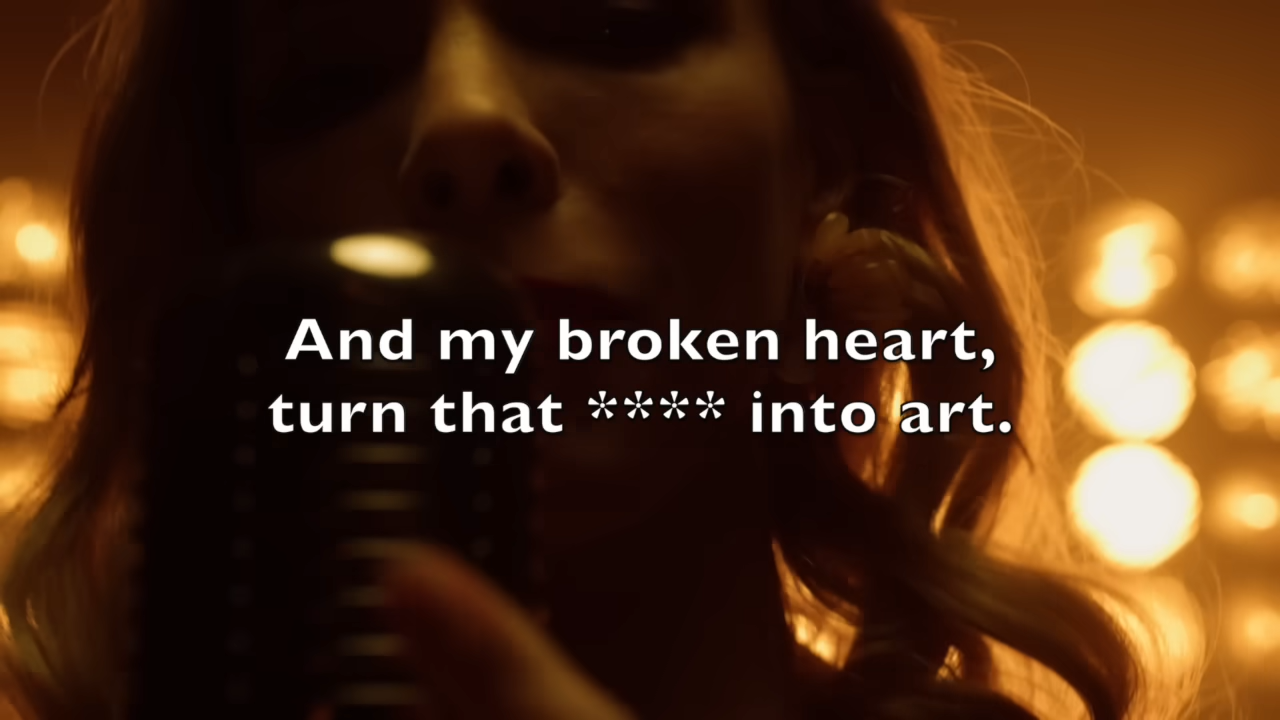 And my broken heart,
turn that **** into art.